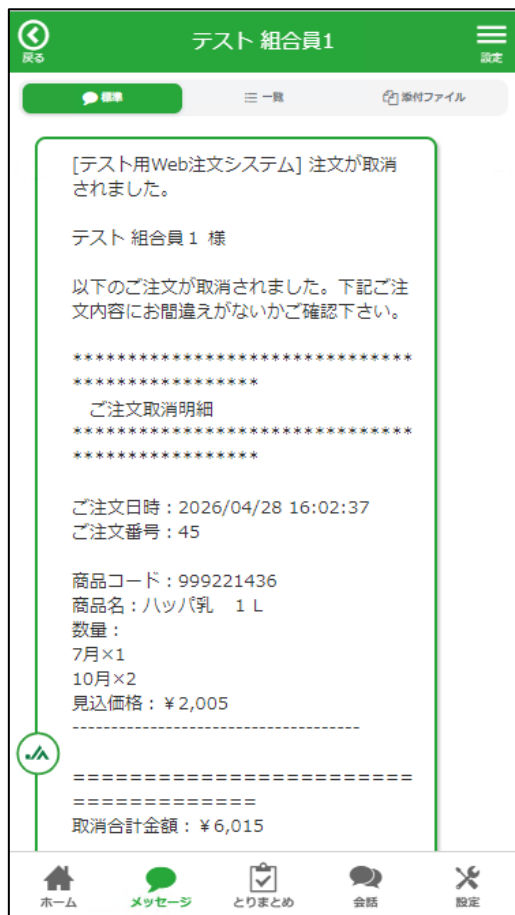 テスト 組合員1
戻る
設定
標準
一覧
添付ファイル
[テスト用Web注文システム] 注文が取消
されました。
テスト 組合員１ 様
以下のご注文が取消されました。下記ご注
文内容にお間違えがないかご確認下さい。
*******************************
*****************
ご注文取消明細
*******************************
*****************
ご注文日時：2026/04/28 16:02:37
ご注文番号：45
商品コード：999221436
商品名：ハッパ乳　１Ｌ
数量：
7月×1
10月×2
見込価格：￥2,005
-------------------------------------
========================
=============
取消合計金額：￥6,015
JA
ホーム
メッセージ
とりまとめ
会話
設定